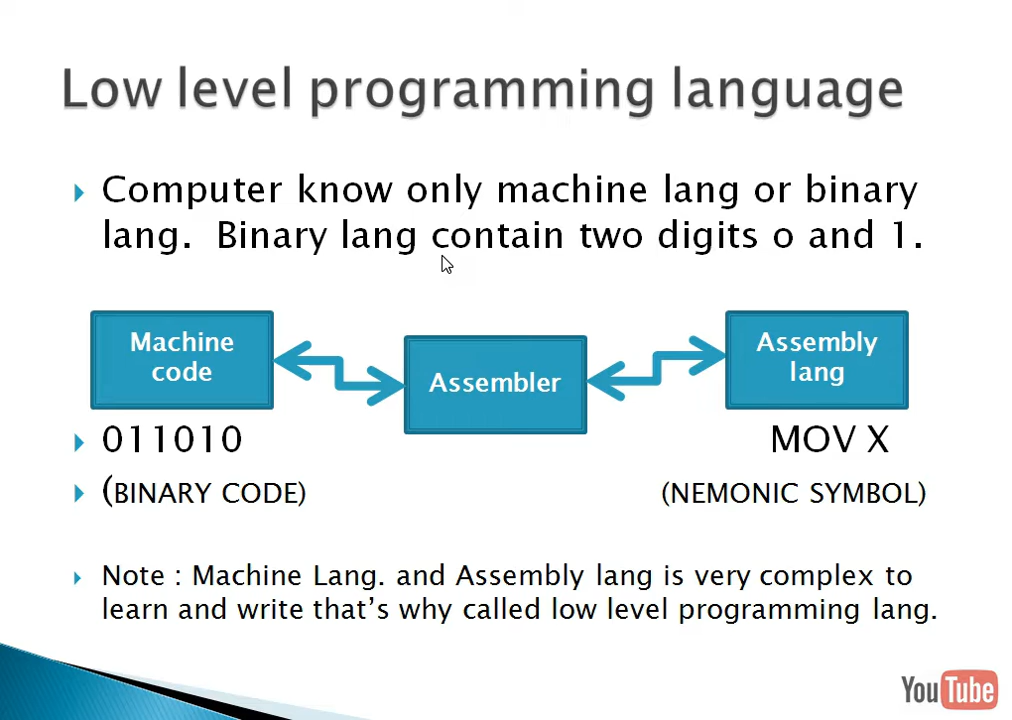 Low level programming language
Computer know only machine lang or binary
lang. Binary lang contain two digits o and 1.
Machine
code
Assembler
Assembly
lang
011010 MOV X
(BINARY CODE) (NEMONIC SYMBOL)
Note : Machine Lang. and Assembly lang is very complex to
learn and write that's why called low level programming lang.
YouTube